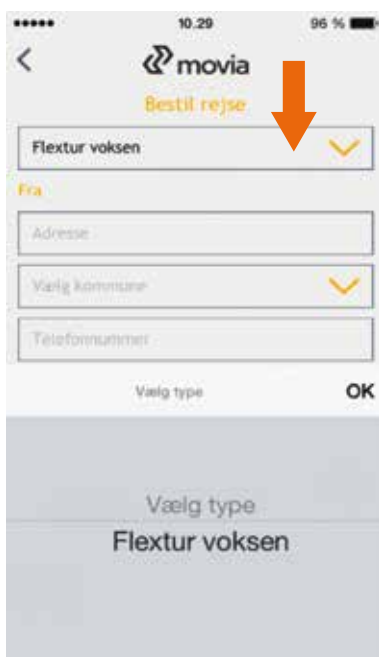 10.29 96 %
movia
Bestil rejse
Flextur voksen
Fra
Adresse
Vælg kommune
Telefonnummer
Vælg type OK
Vælg type
Flextur voksen